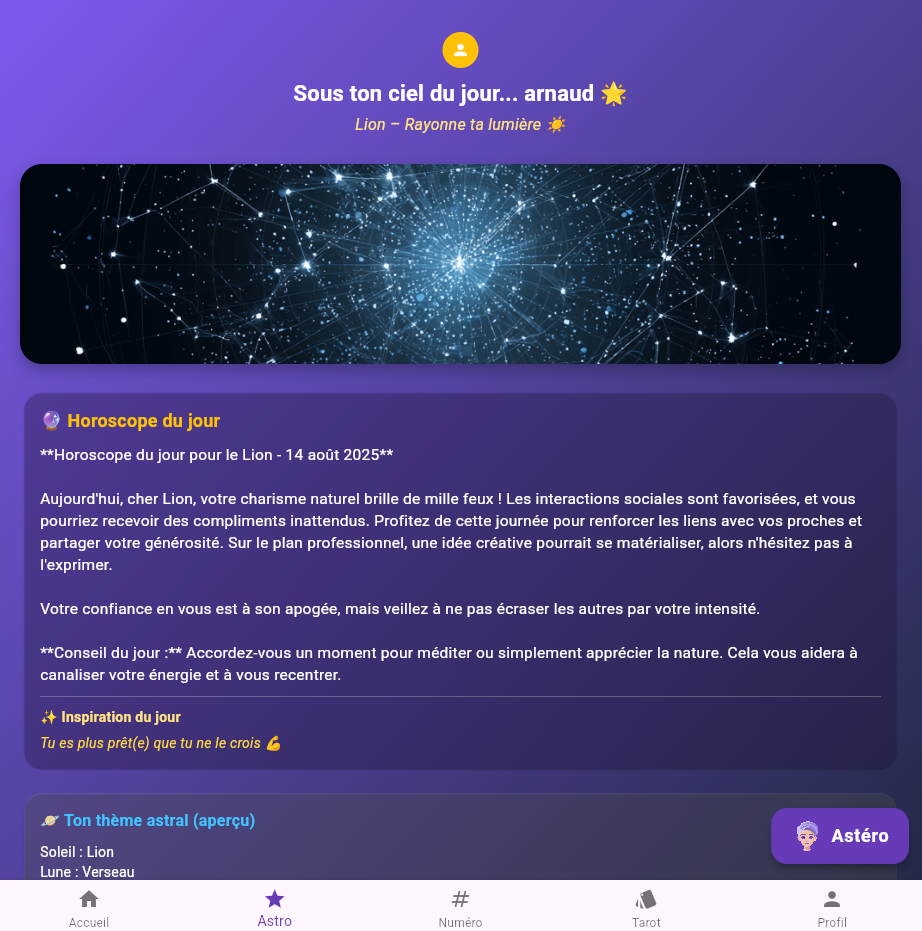 Sous ton ciel du jour... arnaud 🌟
Lion – Rayonne ta lumière ☀️
🔮 Horoscope du jour
**Horoscope du jour pour le Lion - 14 août 2025**
Aujourd'hui, cher Lion, votre charisme naturel brille de mille feux ! Les interactions sociales sont favorisées, et vous
pourriez recevoir des compliments inattendus. Profitez de cette journée pour renforcer les liens avec vos proches et
partager votre générosité. Sur le plan professionnel, une idée créative pourrait se matérialiser, alors n'hésitez pas à
l'exprimer.
Votre confiance en vous est à son apogée, mais veillez à ne pas écraser les autres par votre intensité.
**Conseil du jour :** Accordez-vous un moment pour méditer ou simplement apprécier la nature. Cela vous aidera à
canaliser votre énergie et à vous recentrer.
✨ Inspiration du jour
Tu es plus prêt(e) que tu ne le crois 💪
🪐 Ton thème astral (aperçu)
Soleil : Lion
Lune : Verseau
Astéro
Accueil
Astro
Numéro
Tarot
Profil